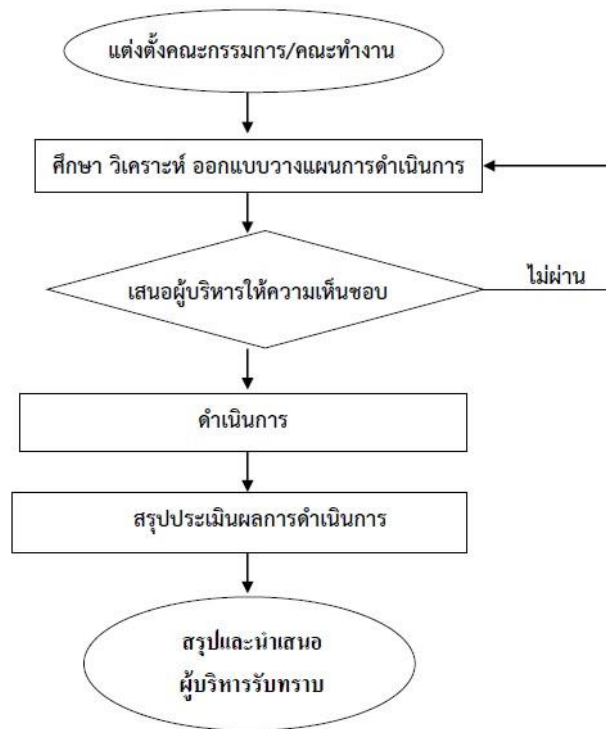 แต่งตั้งคณะกรรมการ/คณะทำงาน
ศึกษา วิเคราะห์ ออกแบบวางแผนการดำเนินการ
เสนอผู้บริหารให้ความเห็นชอบ
ไม่ผ่าน
ดำเนินการ
สรุปประเมินผลการดำเนินการ
สรุปและนำเสนอ
ผู้บริหารรับทราบ